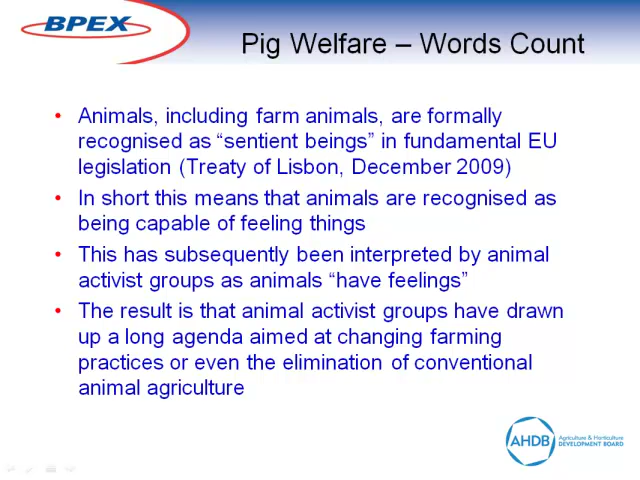 BPEX
Pig Welfare – Words Count
• Animals, including farm animals, are formally
recognised as “sentient beings” in fundamental EU
legislation (Treaty of Lisbon, December 2009)
• In short this means that animals are recognised as
being capable of feeling things
• This has subsequently been interpreted by animal
activist groups as animals “have feelings”
• The result is that animal activist groups have drawn
up a long agenda aimed at changing farming
practices or even the elimination of conventional
animal agriculture
AHDB
Agriculture & Horticulture
DEVELOPMENT BOARD